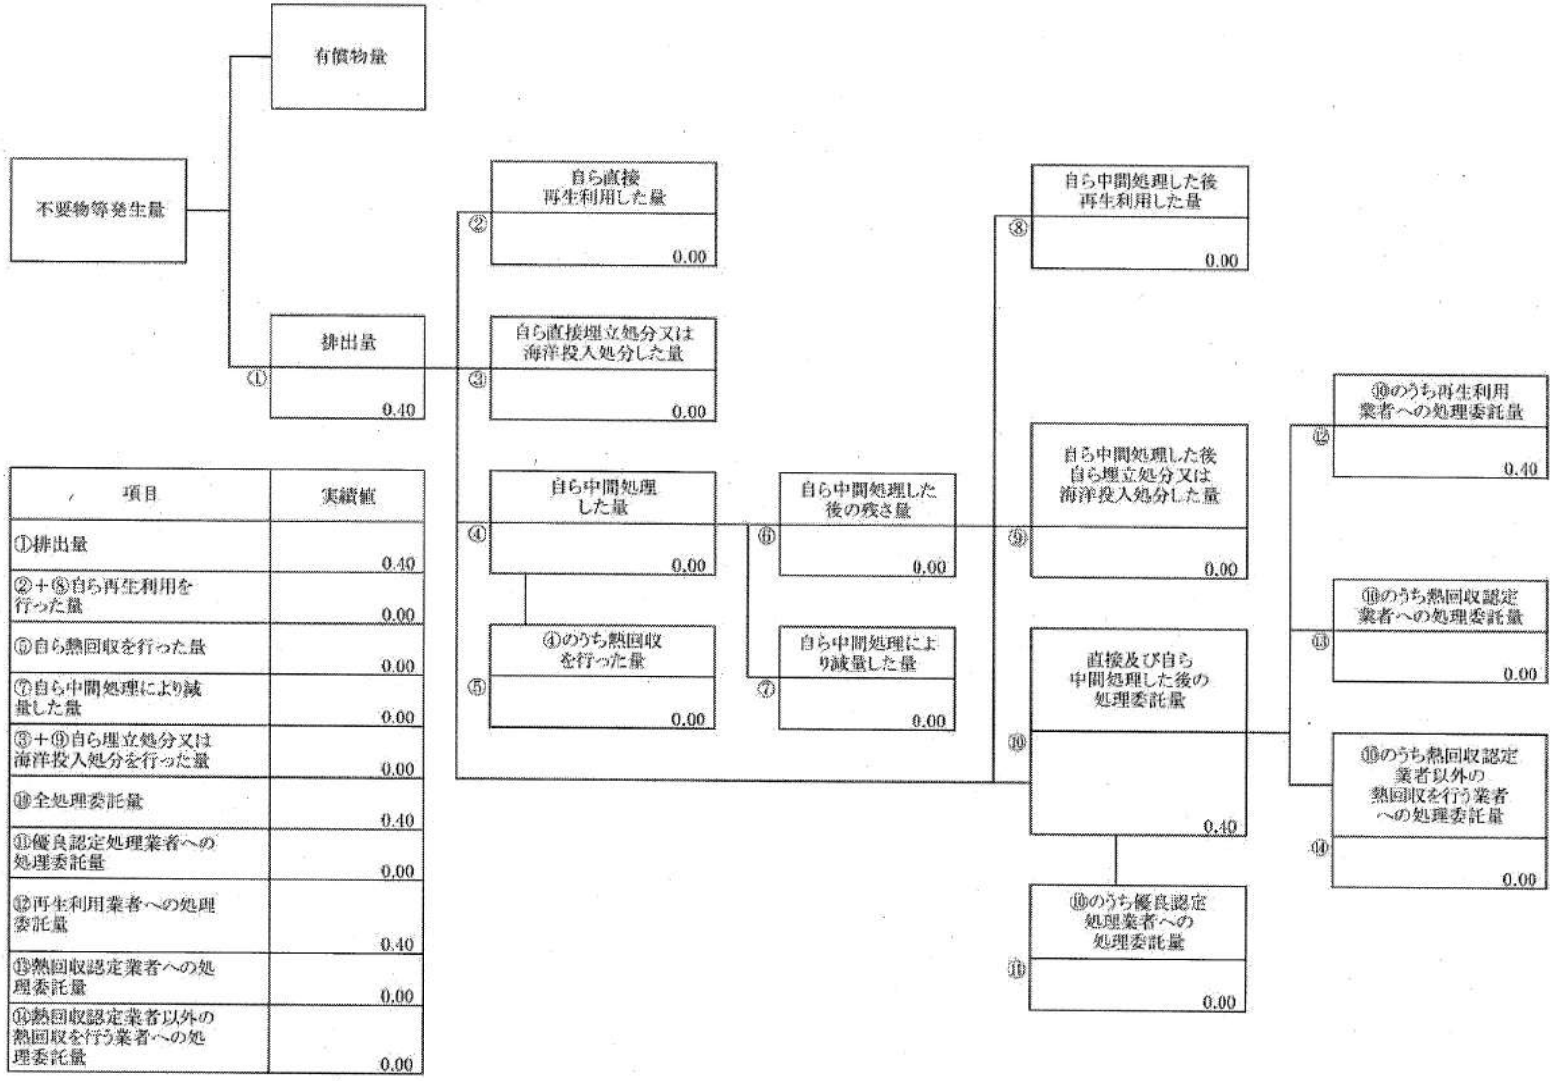 有償物量
不要物等発生量
排出量
①
0.40
自ら直接
再生利用した量
②
0.00
自ら直接埋立処分又は
海洋投入処分した量
③
0.00
自ら中間処理
した量
④
0.00
④のうち熱回収
を行った量
⑤
0.00
自ら中間処理した
後の残さ量
⑥
0.00
自ら中間処理によ
り減量した量
⑦
0.00
自ら中間処理した後
再生利用した量
⑧
0.00
自ら中間処理した後
自ら埋立処分又は
海洋投入処分した量
⑨
0.00
直接及び自ら
中間処理した後の
処理委託量
⑩
0.40
⑩のうち優良認定
処理業者への
処理委託量
⑪
0.00
⑩のうち再生利用
業者への処理委託量
⑫
0.40
⑩のうち熱回収認定
業者への処理委託量
⑬
0.00
⑩のうち熱回収認定
業者以外の
熱回収を行う業者
への処理委託量
⑭
0.00
項目 実績値
①排出量
0.40
②+⑧自ら再生利用を
行った量
0.00
⑤自ら熱回収を行った量
0.00
⑦自ら中間処理により減
量した量
0.00
③+⑨自ら埋立処分又は
海洋投入処分を行った量
0.00
⑩全処理委託量
0.40
⑪優良認定処理業者への
処理委託量
0.00
⑫再生利用業者への処理
委託量
0.40
⑬熱回収認定業者への処
理委託量
0.00
⑭熱回収認定業者以外の
熱回収を行う業者への処
理委託量
0.00